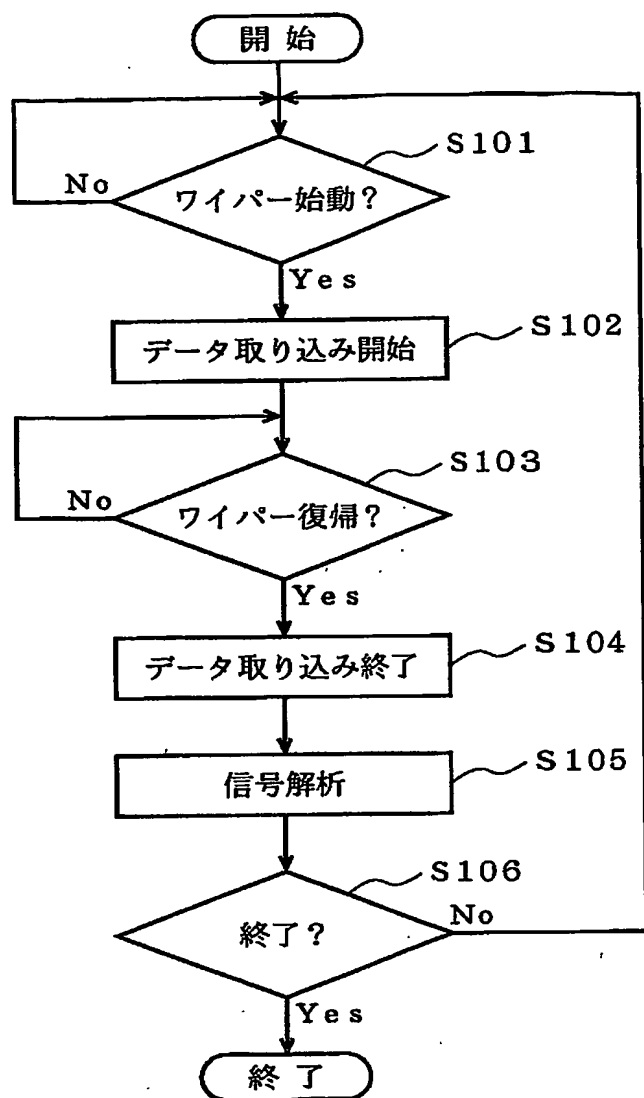 開始
S101
No
ワイパー始動？
Yes
データ取り込み開始
S102
S103
No
ワイパー復帰？
Yes
データ取り込み終了
S104
信号解析
S105
S106
終了？
No
Yes
終了